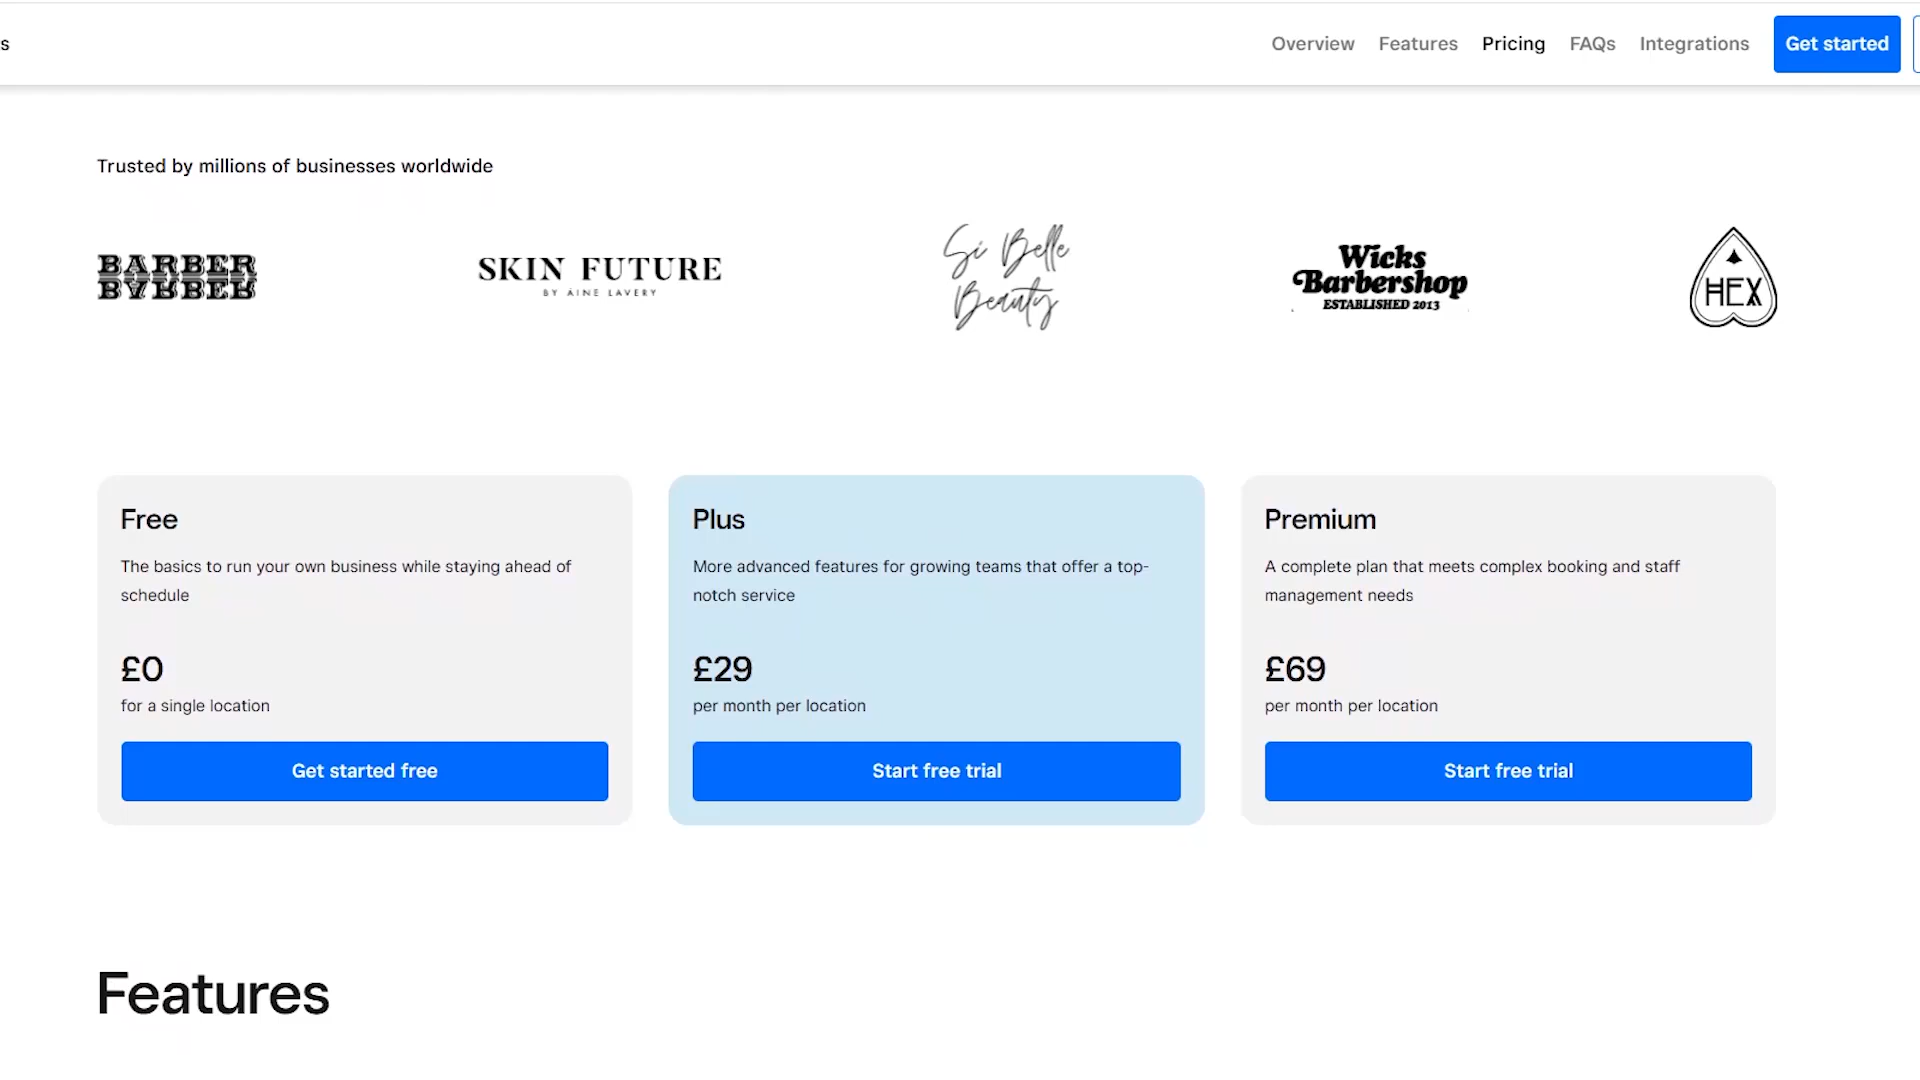 s
Overview Features Pricing FAQs Integrations Get started
Trusted by millions of businesses worldwide
BARBER
SKIN FUTURE
BY ÁINE LAVERY
Si Belle
Beauty
Wicks
Barbershop
ESTABLISHED 2013
HEX
Free
The basics to run your own business while staying ahead of
schedule
£0
for a single location
Get started free
Plus
More advanced features for growing teams that offer a top-
notch service
£29
per month per location
Start free trial
Premium
A complete plan that meets complex booking and staff
management needs
£69
per month per location
Start free trial
Features